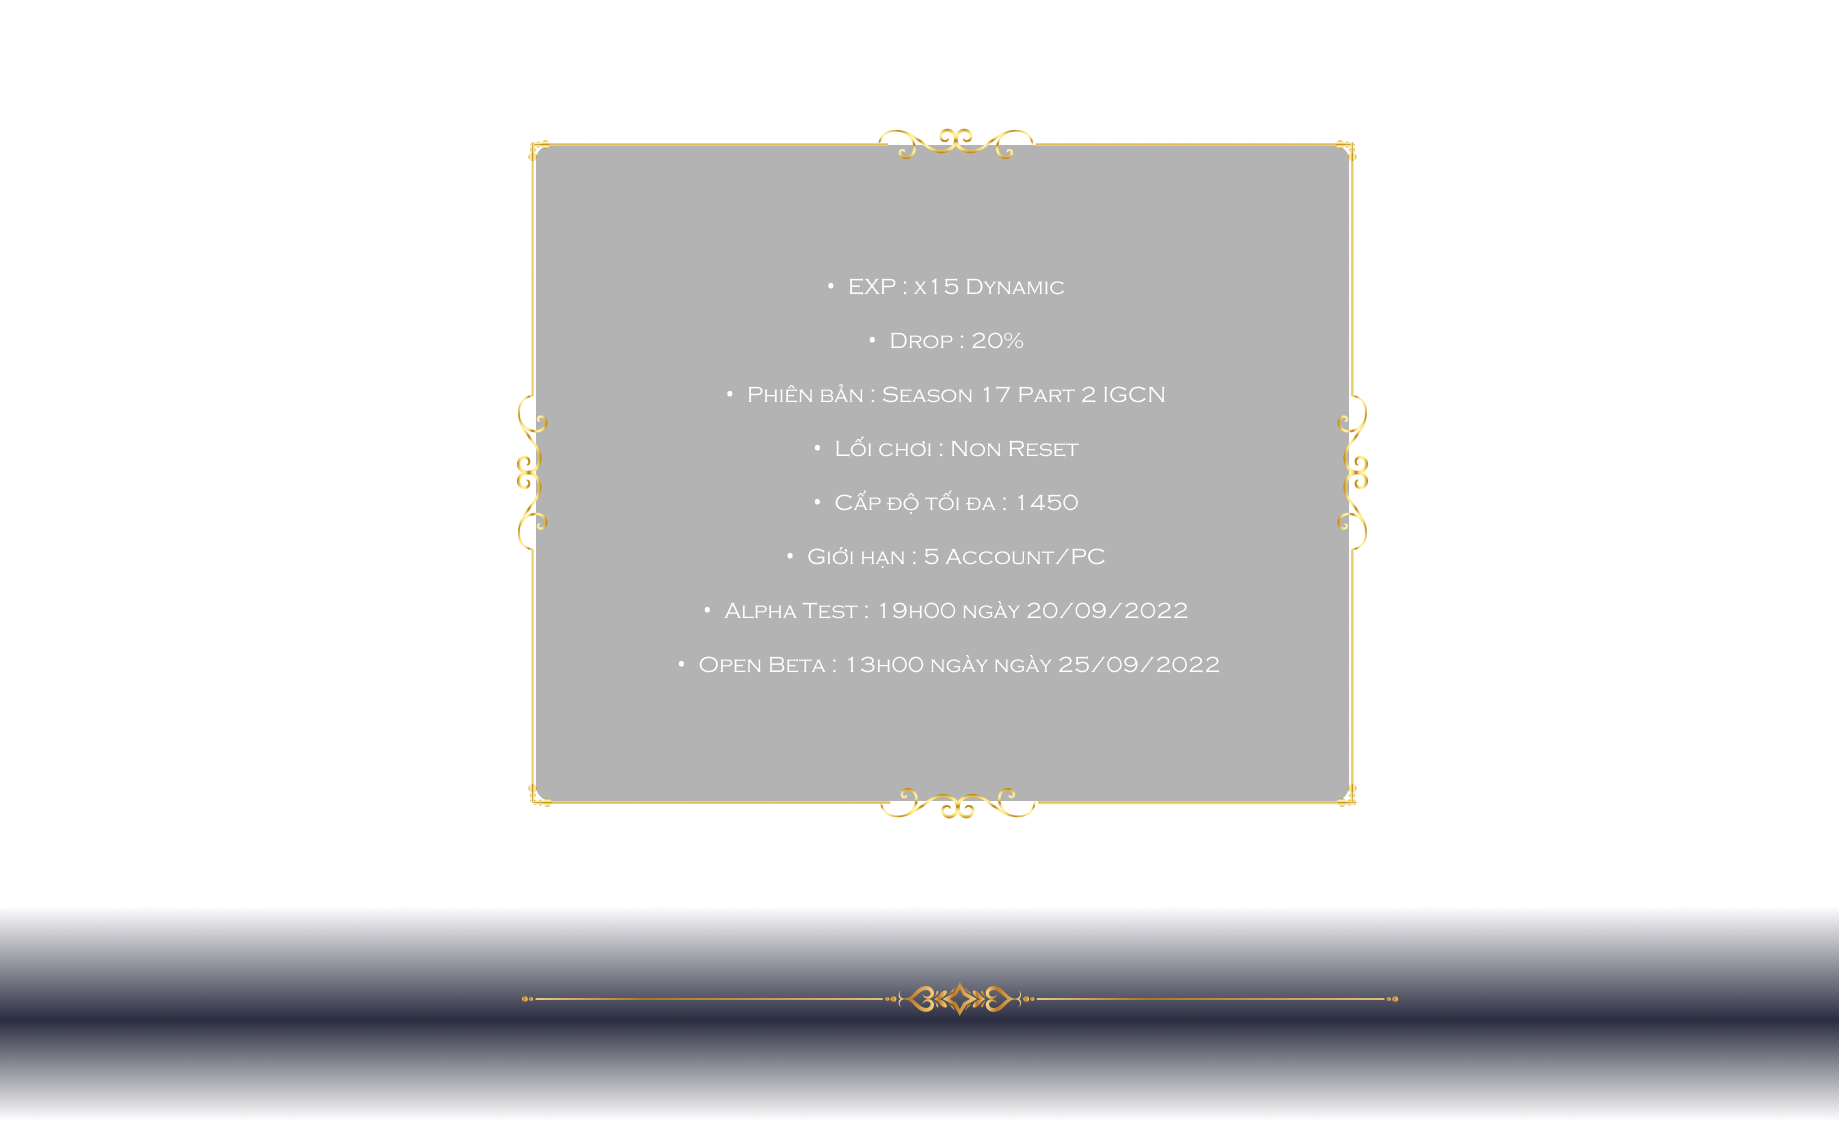 • EXP : x15 Dynamic
• Drop : 20%
• Phiên bản : Season 17 Part 2 IGCN
• Lối chơi : Non Reset
• Cấp độ tối đa : 1450
• Giới hạn : 5 Account/PC
• Alpha Test : 19h00 ngày 20/09/2022
• Open Beta : 13h00 ngày ngày 25/09/2022